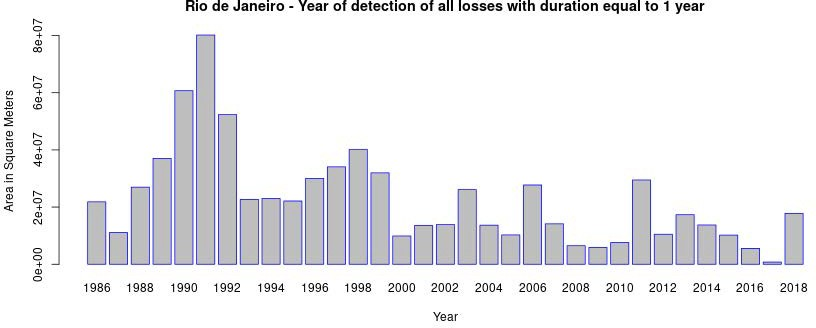 Rio de Janeiro - Year of detection of all losses with duration equal to 1 year
Area in Square Meters
8e+07
6e+07
4e+07
2e+07
0e+00
1986 1988 1990 1992 1994 1996 1998 2000 2002 2004 2006 2008 2010 2012 2014 2016 2018
Year